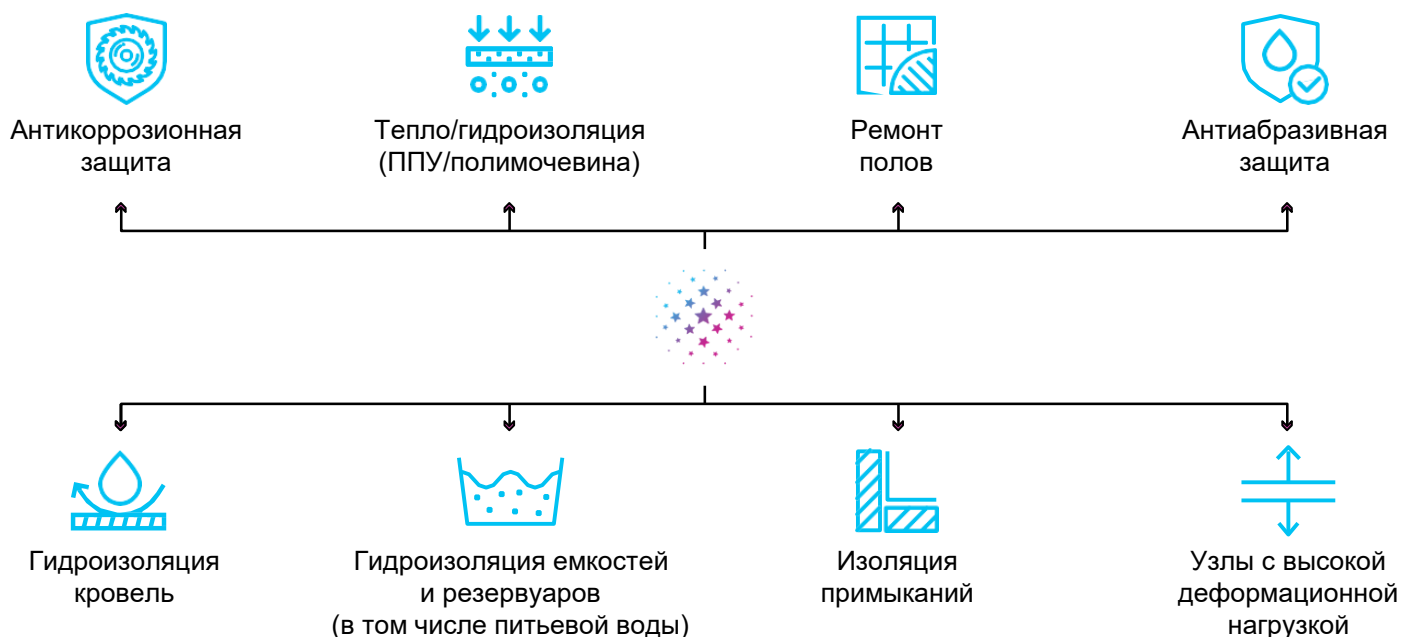 Антикоррозионная
защита
Тепло/гидроизоляция
(ППУ/полимочевина)
Ремонт
полов
Антиабразивная
защита
Гидроизоляция
кровель
Гидроизоляция емкостей
и резервуаров
(в том числе питьевой воды)
Изоляция
примыканий
Узлы с высокой
деформационной
нагрузкой